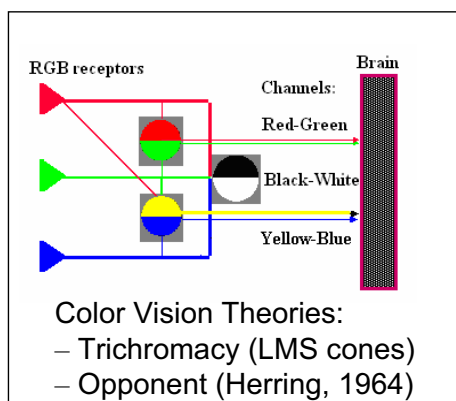 Brain
RGB receptors
Channels:
Red-Green
Black-White
Yellow-Blue
Color Vision Theories:
– Trichromacy (LMS cones)
– Opponent (Herring, 1964)